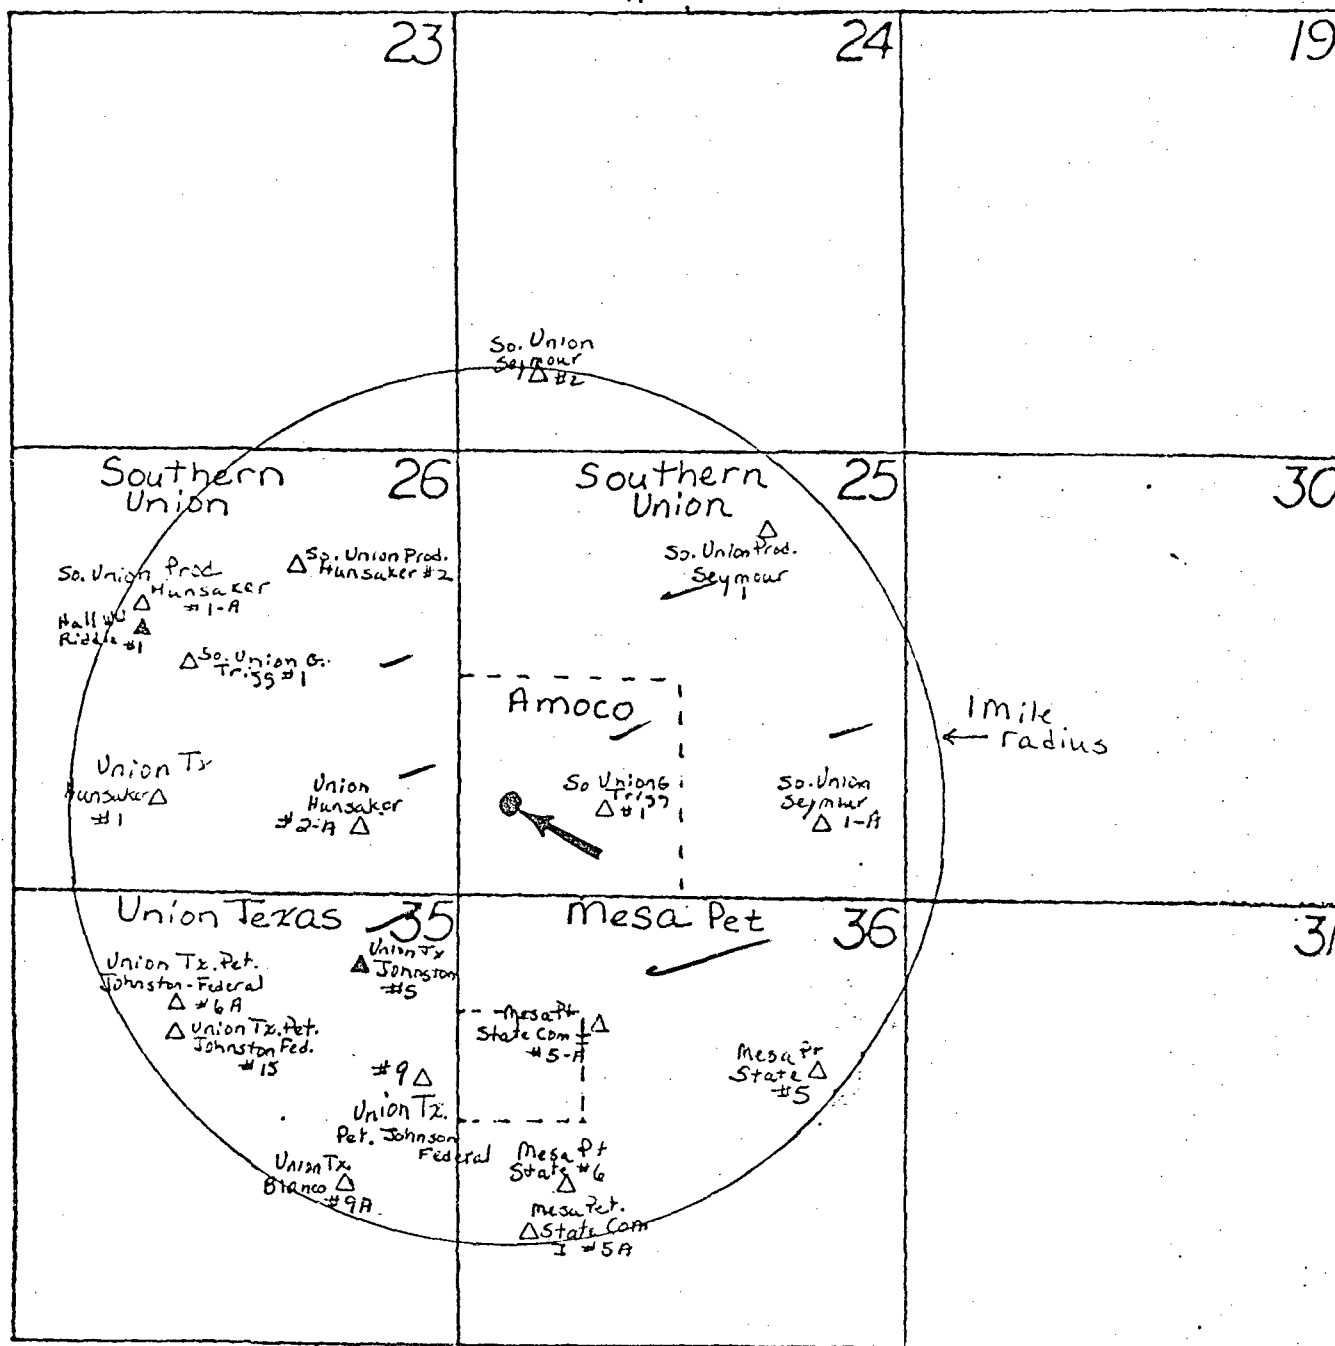 23
24
19
So. Union
Seymour
#2
Southern
Union
26
Southern
Union
25
30
So. Union Prod.
Hunsaker #2
So. Union Prod.
Seymour
1
So. Union Prod
Hunsaker
#1-A
Hall
Riddle #1
So. Union G.
Trigg #1
Amoco
1 mile
radius
Union Tx
Hunsaker
#1
Union
Hunsaker
#2-A
So Union G
Trigg
#1
So. Union
Seymour
1-A
Union Texas
35
Mesa Pet
36
31
Union Tx
Johnston
#5
Union Tx. Pet.
Johnston-Federal
#6A
Union Tx. Pet.
Johnston Fed.
#15
Mesa Pt
State Com
#5-A
Mesa Pt
State
#5
#9
Union Tx.
Pet. Johnson
Federal
Mesa Pt
State #6
Union Tx.
Blanco
#9A
Mesa Pet.
State Com
I #5A